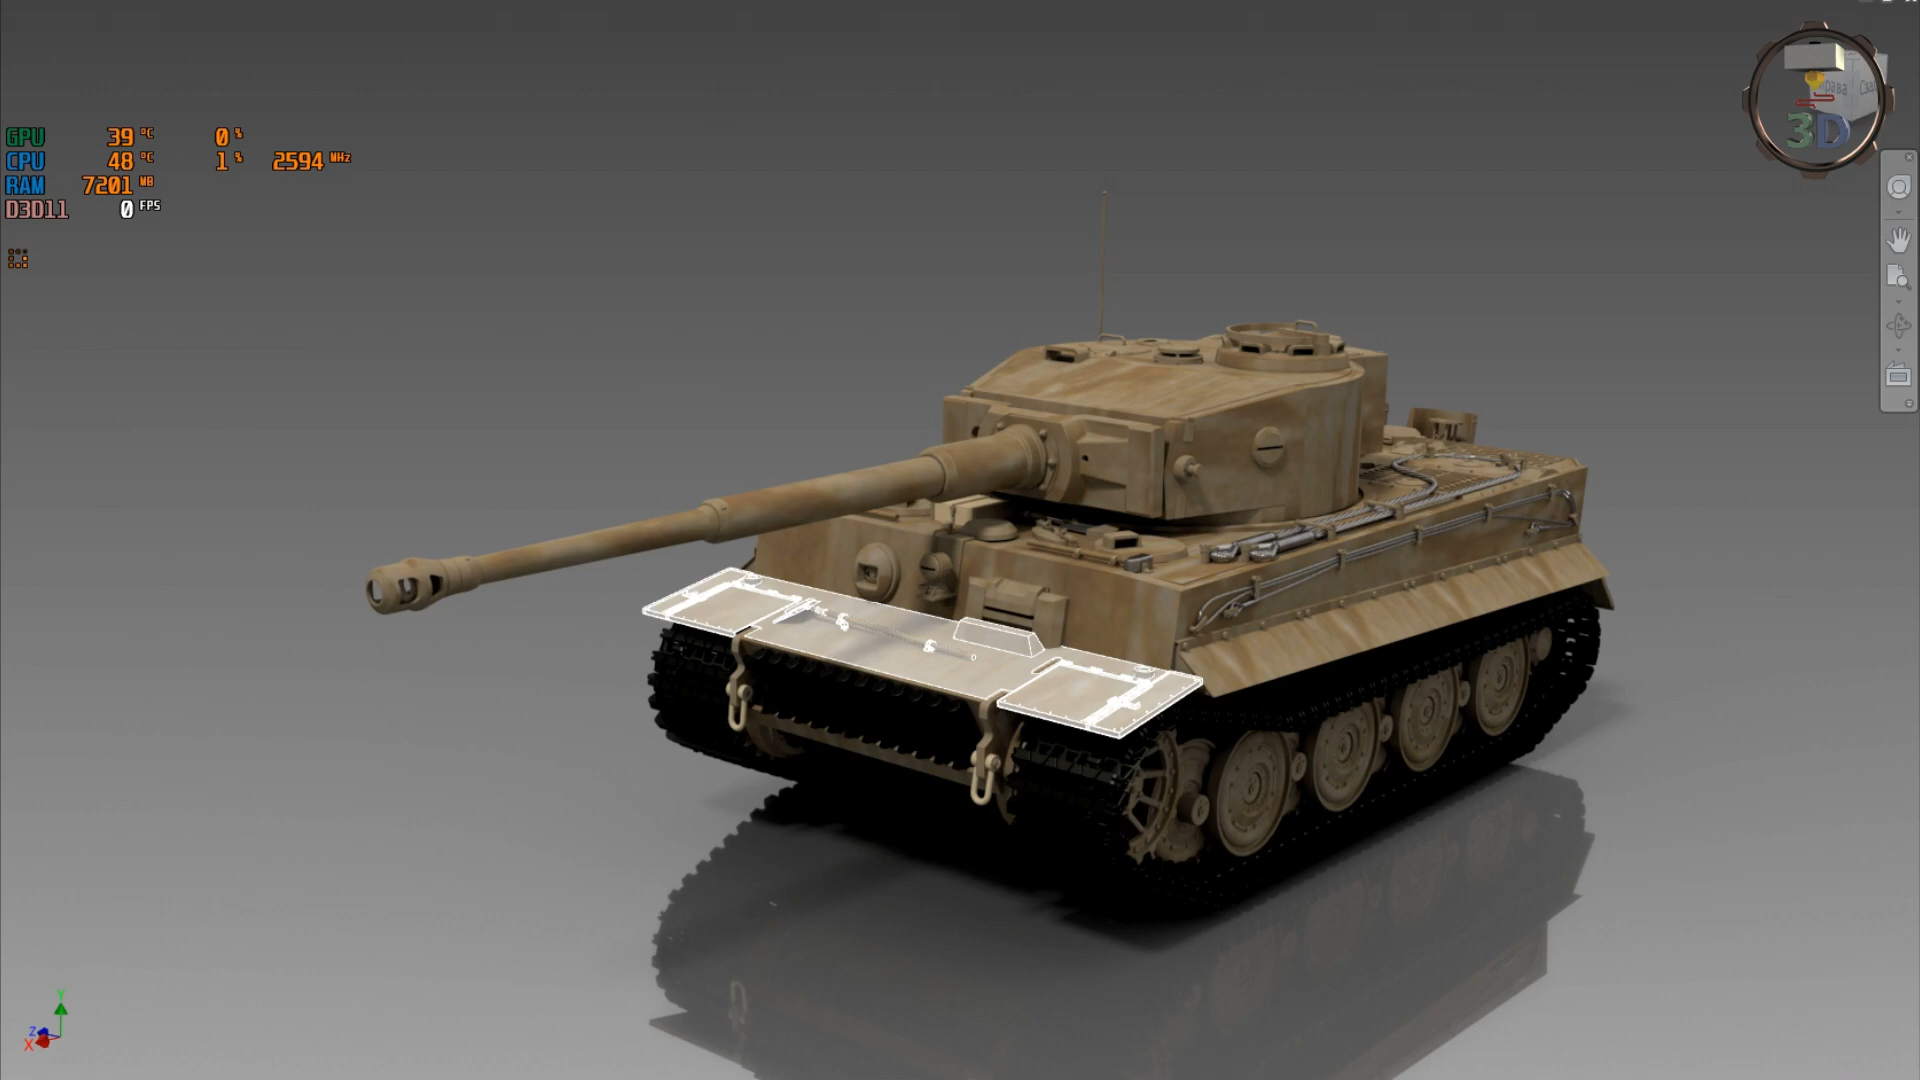 GPU 39 °C 0 %
CPU 48 °C 1 % 2594 MHz
RAM 7201 MB
D3D11 0 FPS
3D
Y
Z
X